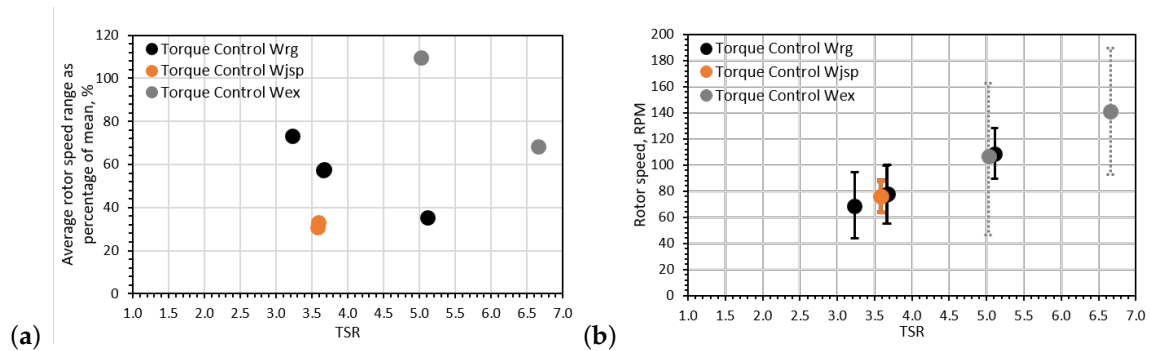 120
100
80
60
40
20
0
Average rotor speed range as
percentage of mean, %
Torque Control Wrg
Torque Control Wjsp
Torque Control Wex
1.0 1.5 2.0 2.5 3.0 3.5 4.0 4.5 5.0 5.5 6.0 6.5 7.0
TSR
(a)
200
180
160
140
120
100
80
60
40
20
0
Rotor speed, RPM
Torque Control Wrg
Torque Control Wjsp
Torque Control Wex
1.0 1.5 2.0 2.5 3.0 3.5 4.0 4.5 5.0 5.5 6.0 6.5 7.0
TSR
(b)